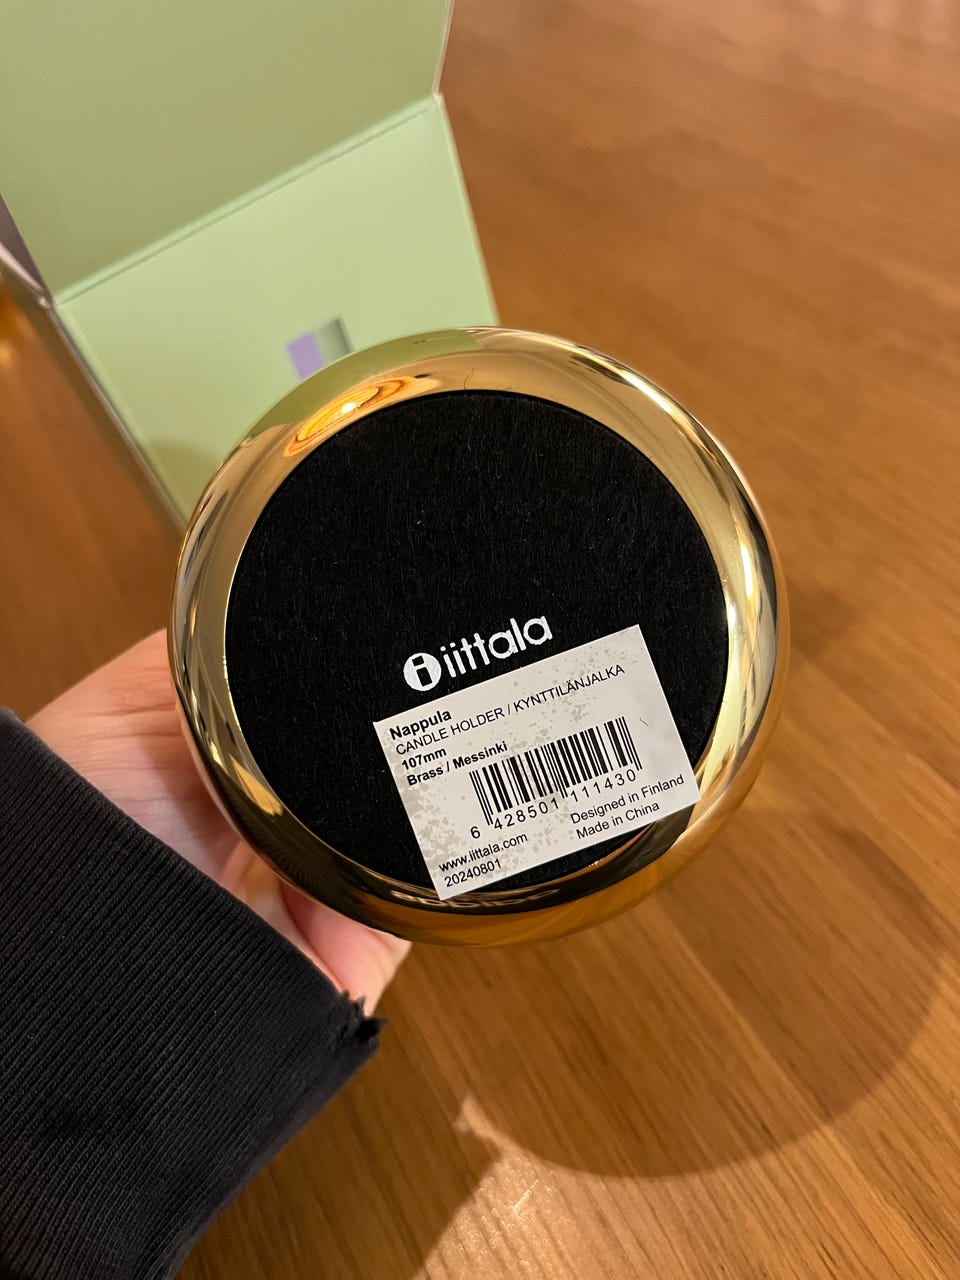 iittala
Nappula
CANDLE HOLDER / KYNTTILÄNJALKA
107mm
Brass / Messinki
6 428501 111430
Designed in Finland
Made in China
www.iittala.com
20240801